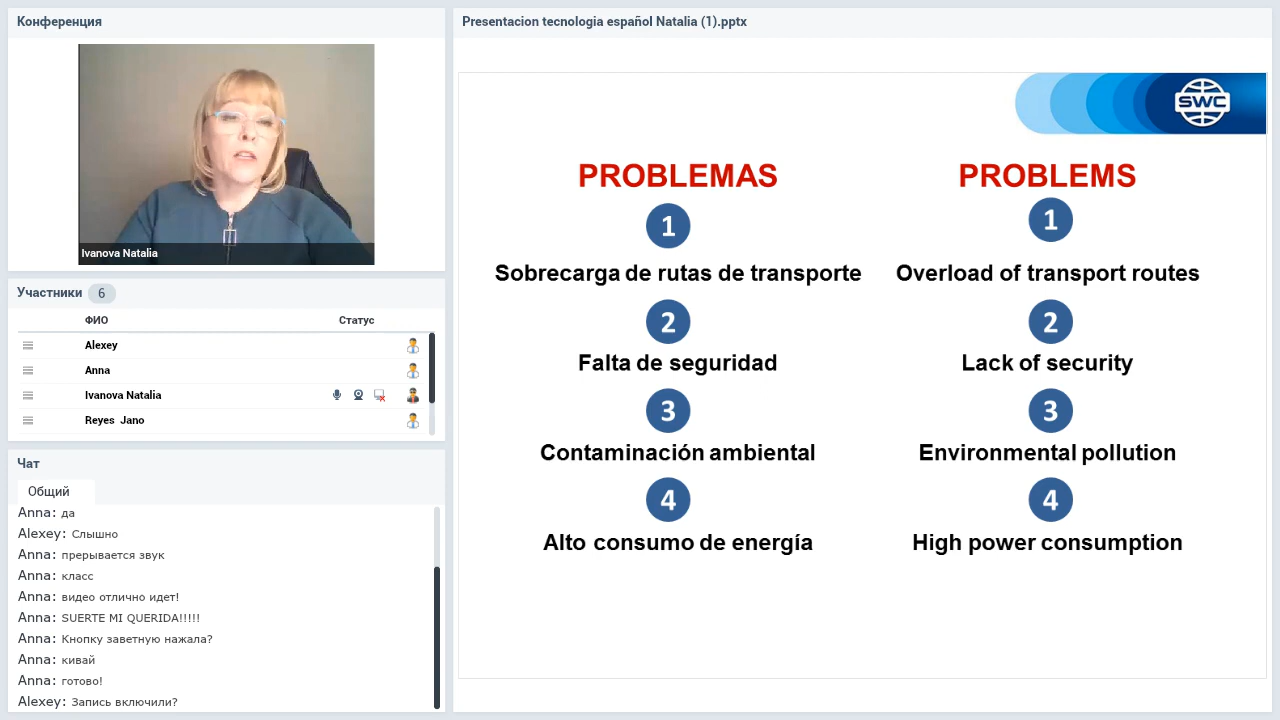 Конференция
Ivanova Natalia
Участники 6
ФИО Статус
Alexey
Anna
Ivanova Natalia
Reyes Jano
Чат
Общий
Anna: да
Alexey: Слышно
Anna: прерывается звук
Anna: класс
Anna: видео отлично идет!
Anna: SUERTE MI QUERIDA!!!!!
Anna: Кнопку заветную нажала?
Anna: кивай
Anna: готово!
Alexey: Запись включили?
Presentacion tecnologia español Natalia (1).pptx
SWC
PROBLEMAS
1
Sobrecarga de rutas de transporte
2
Falta de seguridad
3
Contaminación ambiental
4
Alto consumo de energía
PROBLEMS
1
Overload of transport routes
2
Lack of security
3
Environmental pollution
4
High power consumption